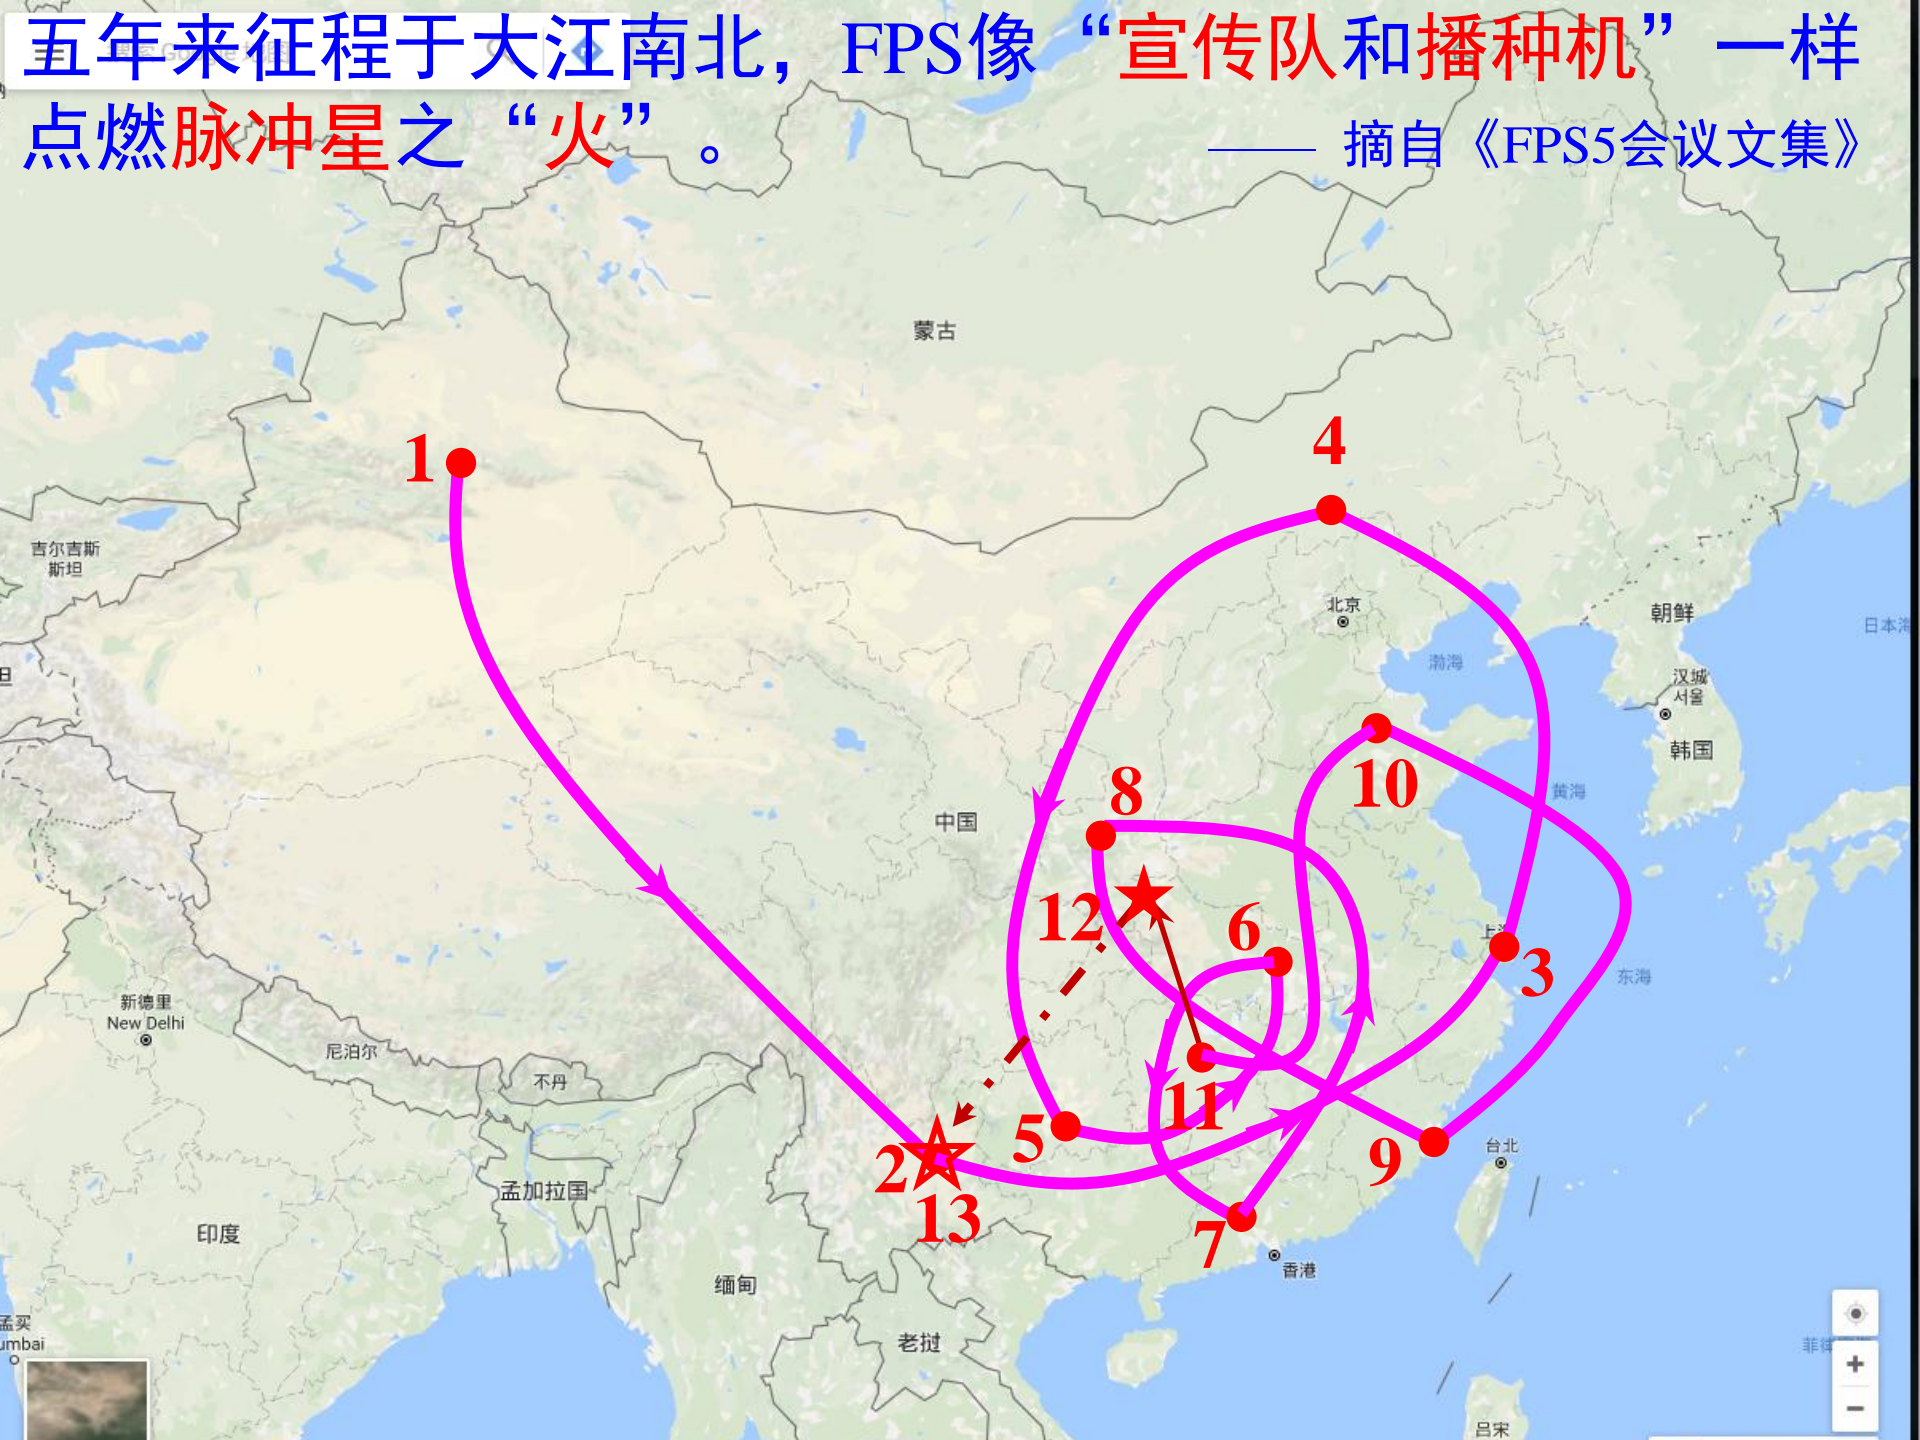 五年来征程于大江南北，FPS像“宣传队和播种机”一样
点燃脉冲星之“火”。
—— 摘自《FPS5会议文集》
蒙古
1
4
吉尔吉斯
斯坦
北京
朝鲜
日本海
渤海
汉城
서울
韩国
10
黄海
8
中国
12
6
上海
3
东海
新德里
New Delhi
尼泊尔
不丹
11
5
2
13
9
台北
孟加拉国
印度
7
香港
缅甸
孟买
umbai
老挝
吕宋
+
−